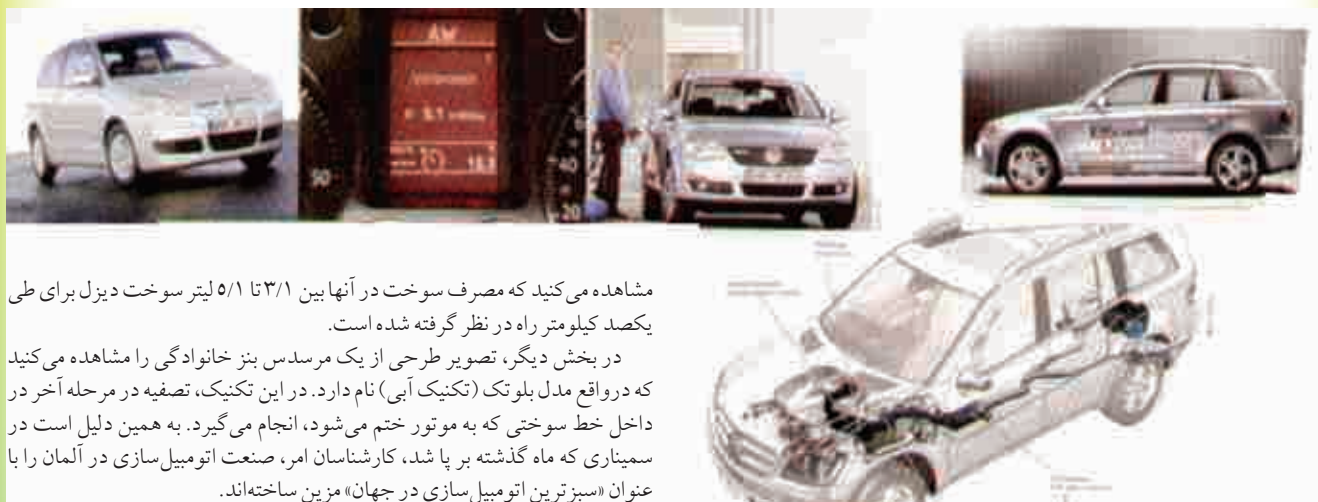 مشاهده می‌کنید که مصرف سوخت در آنها بین ۳/۱ تا ۵/۱ لیتر سوخت دیزل برای طی
یکصد کیلومتر راه در نظر گرفته شده است.
در بخش دیگر، تصویر طرحی از یک مرسدس بنز خانوادگی را مشاهده می‌کنید
که درواقع مدل بلوتک (تکنیک آبی) نام دارد. در این تکنیک، تصفیه در مرحله آخر در
داخل خط سوختی که به موتور ختم می‌شود، انجام می‌گیرد. به همین دلیل است در
سمیناری که ماه گذشته بر پا شد، کارشناسان امر، صنعت اتومبیل‌سازی در آلمان را با
عنوان «سبزترین اتومبیل‌سازی در جهان» مزین ساخته‌اند.